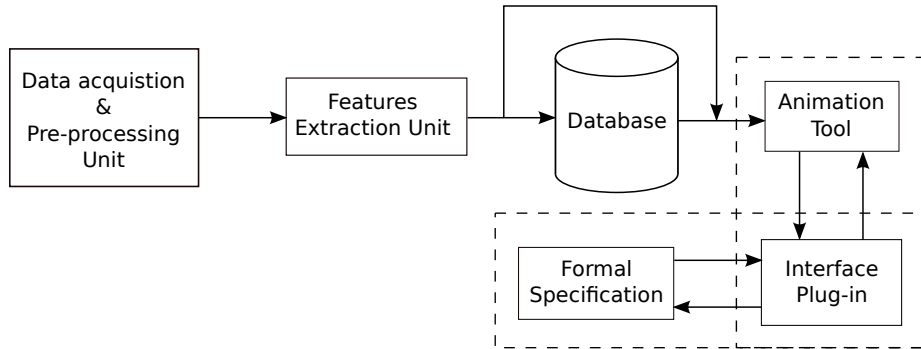 Data acquistion
&
Pre-processing
Unit
Features
Extraction Unit
Database
Animation
Tool
Formal
Specification
Interface
Plug-in